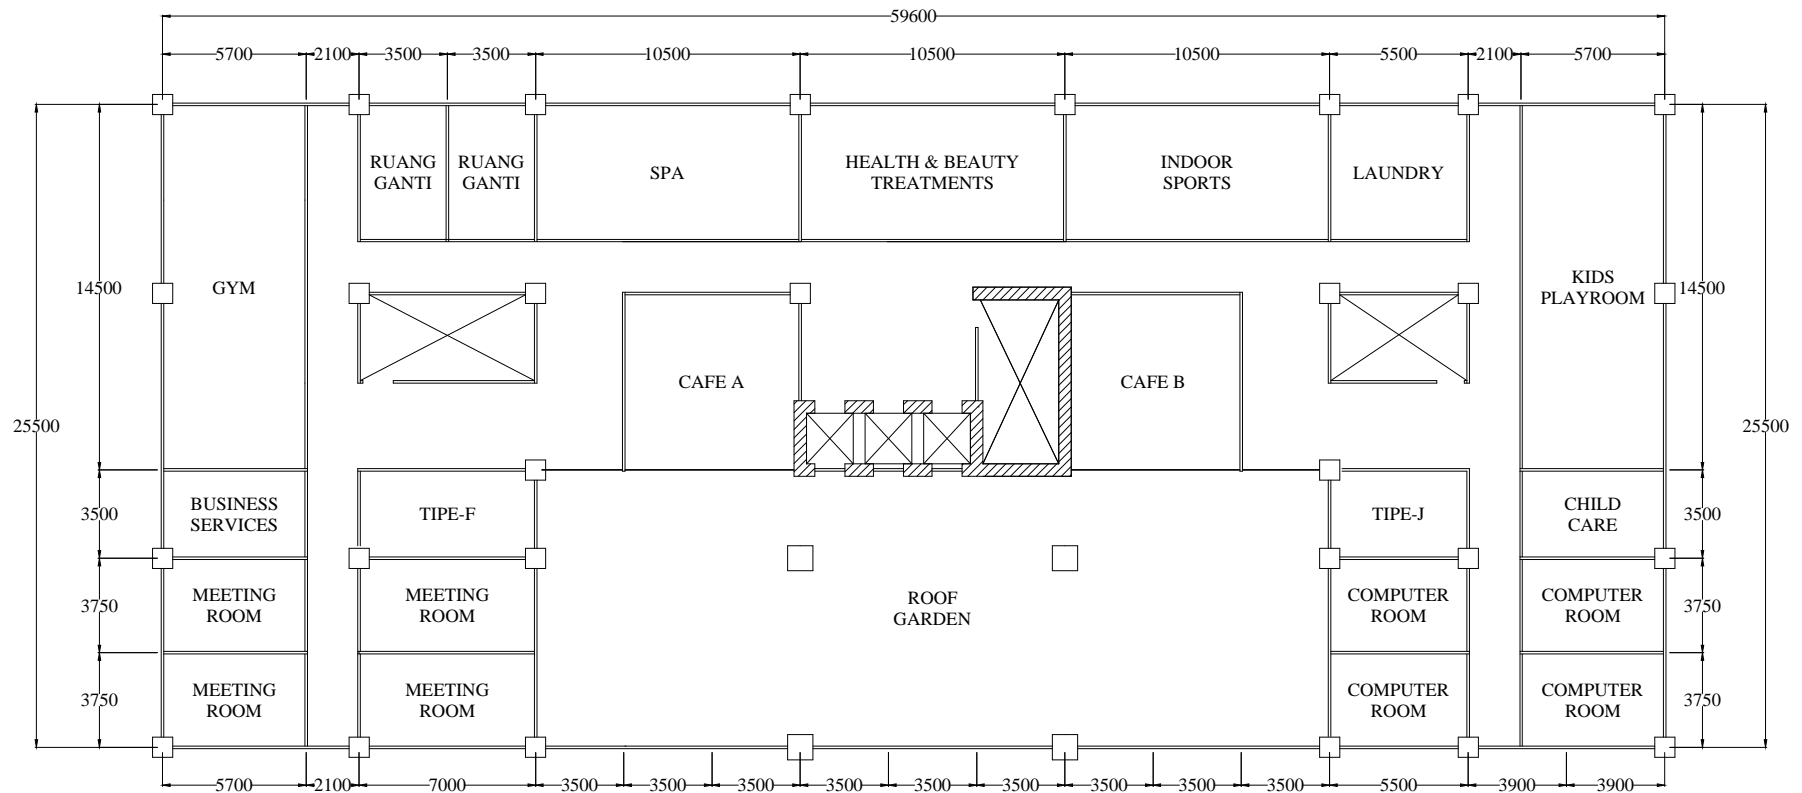 59600
5700 2100 3500 3500 10500 10500 10500 5500 2100 5700
RUANG
GANTI
RUANG
GANTI
SPA
HEALTH & BEAUTY
TREATMENTS
INDOOR
SPORTS
LAUNDRY
14500
GYM
KIDS
PLAYROOM
14500
CAFE A
CAFE B
25500
25500
3500
BUSINESS
SERVICES
TIPE-F
TIPE-J
CHILD
CARE
3500
3750
MEETING
ROOM
MEETING
ROOM
ROOF
GARDEN
COMPUTER
ROOM
COMPUTER
ROOM
3750
3750
MEETING
ROOM
MEETING
ROOM
COMPUTER
ROOM
COMPUTER
ROOM
3750
5700 2100 7000 3500 3500 3500 3500 3500 3500 3500 3500 3500 5500 3900 3900